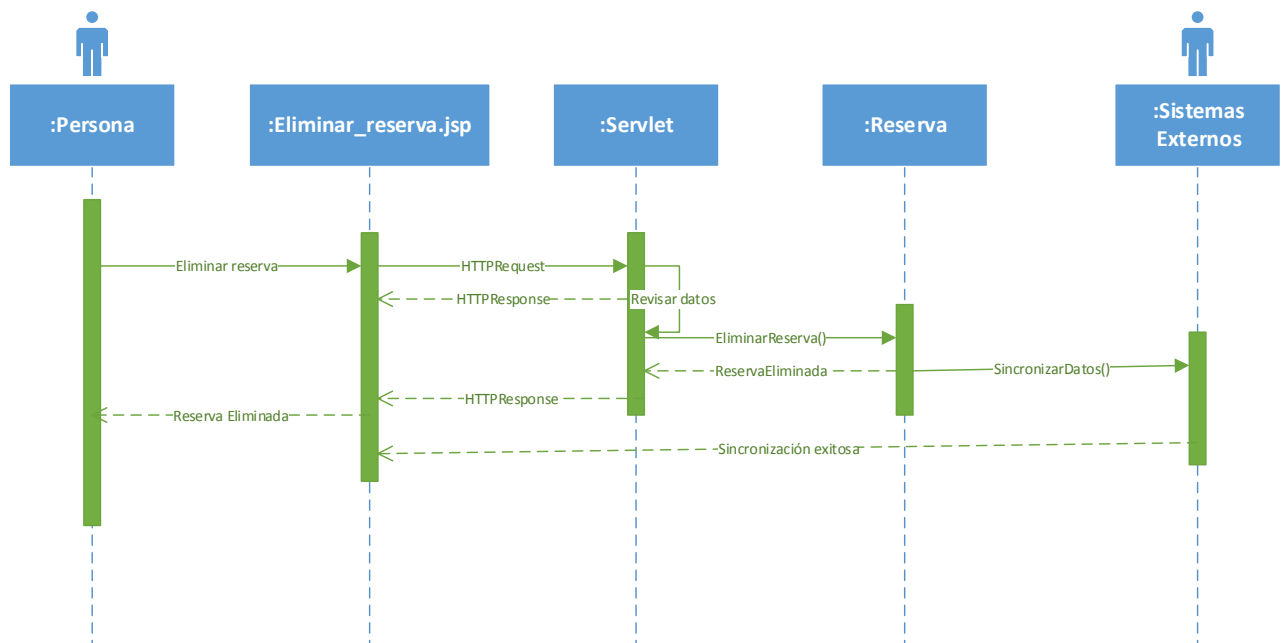 :Persona
:Eliminar_reserva.jsp
:Servlet
:Reserva
:Sistemas
Externos
Eliminar reserva
HTTPRequest
HTTPResponse
Revisar datos
EliminarReserva()
ReservaEliminada
SincronizarDatos()
HTTPResponse
Reserva Eliminada
Sincronización exitosa